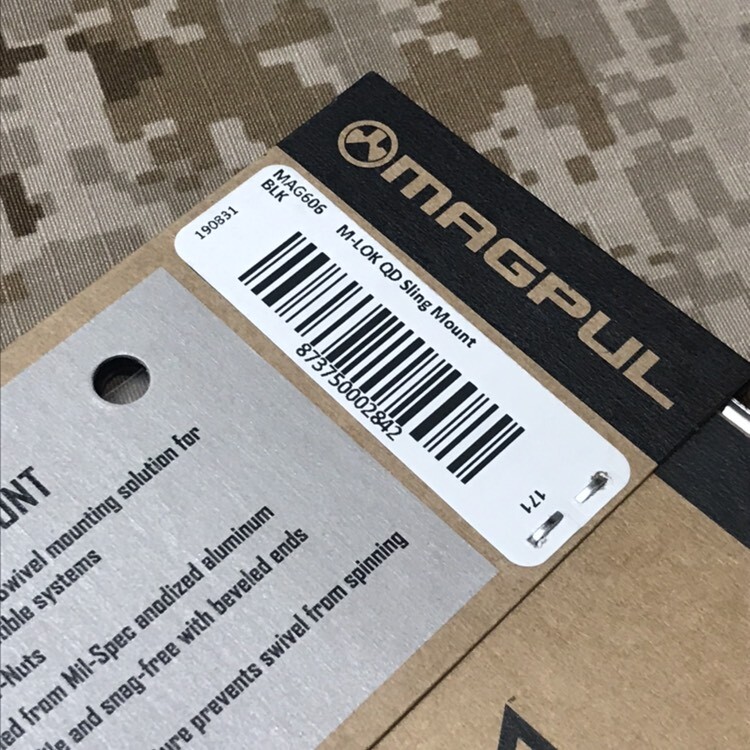 MAGPUL
MAG606 M-LOK QD Sling Mount
BLK
190831
873750002842
171
swivel mounting solution for
systems
-Nuts
from Mil-Spec anodized aluminum
and snag-free with beveled ends
prevents swivel from spinning